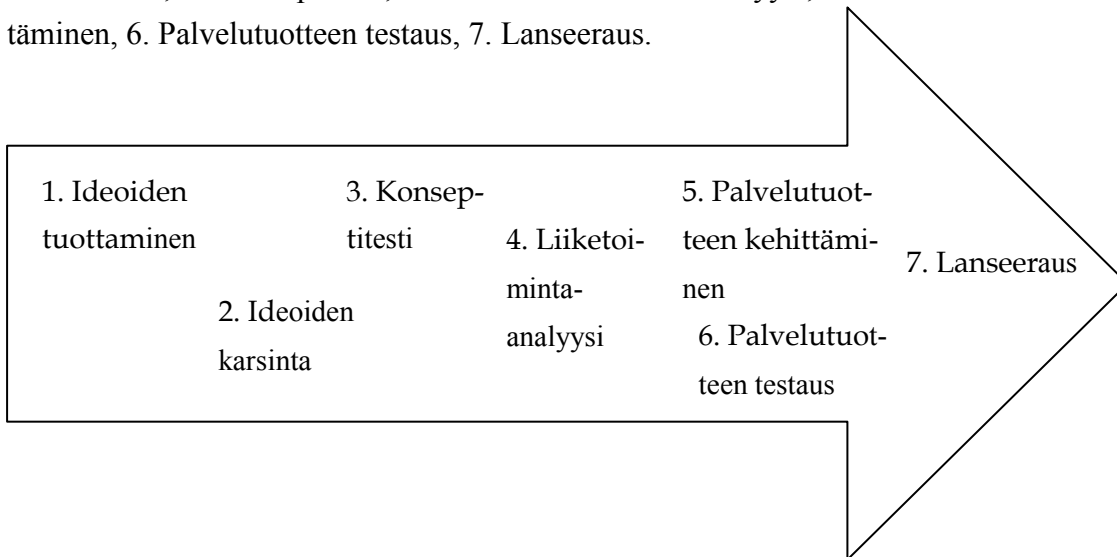 täminen, 6. Palvelutuotteen testaus, 7. Lanseeraus.
1. Ideoiden
tuottaminen
2. Ideoiden
karsinta
3. Konsep-
titesti
4. Liiketoi-
minta-
analyysi
5. Palvelutuot-
teen kehittämi-
nen
6. Palvelutuot-
teen testaus
7. Lanseeraus